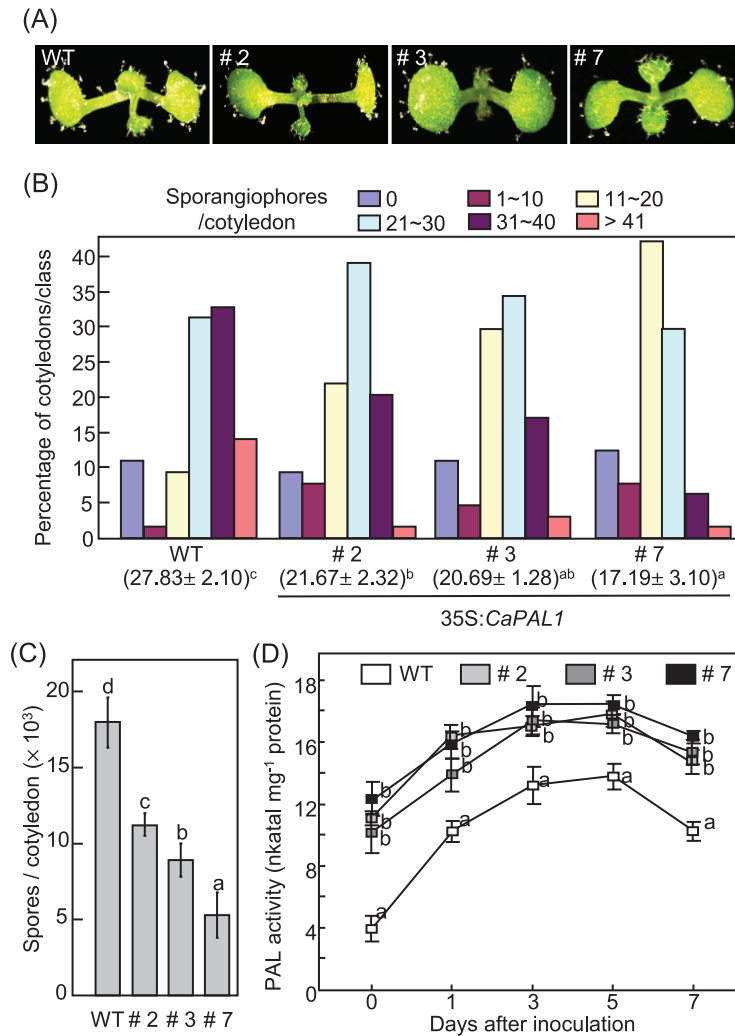 (A)
WT
# 2
# 3
# 7
(B)
Sporangiophores
/cotyledon
0
1~10
11~20
21~30
31~40
> 41
Percentage of cotyledons/class
40
35
30
25
20
15
10
5
0
WT
# 2
# 3
# 7
(27.83± 2.10)ᶜ
(21.67± 2.32)ᵇ
(20.69± 1.28)ᵃᵇ
(17.19± 3.10)ᵃ
35S:CaPAL1
(C)
Spores / cotyledon (× 10³)
20
15
10
5
0
d
c
b
a
WT # 2 # 3 # 7
(D)
WT
# 2
# 3
# 7
PAL activity (nkatal mg⁻¹ protein)
18
16
12
8
4
0
b
b
b
a
b
b
a
b
b
b
a
b
b
b
a
b
b
b
a
0 1 3 5 7
Days after inoculation